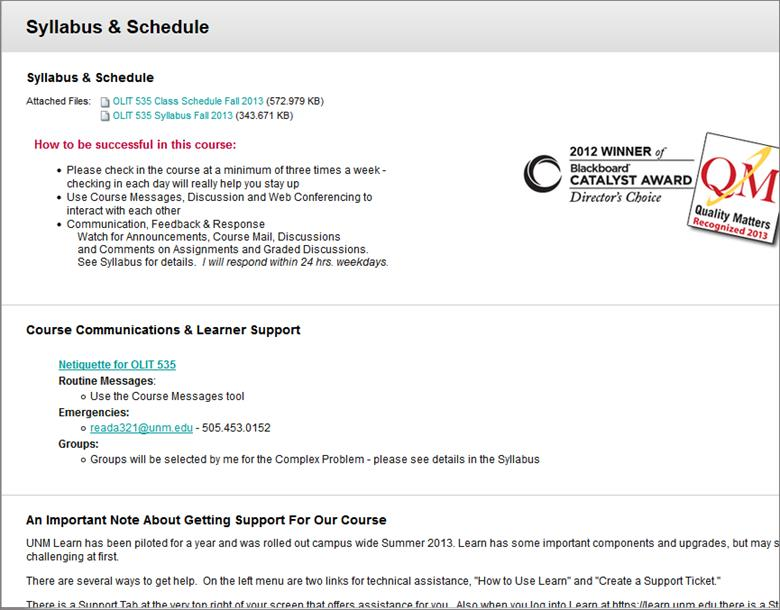 Syllabus & Schedule
Syllabus & Schedule
Attached Files: OLIT 535 Class Schedule Fall 2013 (572.979 KB)
OLIT 535 Syllabus Fall 2013 (343.671 KB)
How to be successful in this course:
• Please check in the course at a minimum of three times a week -
checking in each day will really help you stay up
• Use Course Messages, Discussion and Web Conferencing to
interact with each other
• Communication, Feedback & Response
Watch for Announcements, Course Mail, Discussions
and Comments on Assignments and Graded Discussions.
See Syllabus for details. I will respond within 24 hrs. weekdays.
2012 WINNER of
Blackboard
CATALYST AWARD
Director's Choice
QM
Quality Matters
Recognized 2013
Course Communications & Learner Support
Netiquette for OLIT 535
Routine Messages:
o Use the Course Messages tool
Emergencies:
o reada321@unm.edu - 505.453.0152
Groups:
o Groups will be selected by me for the Complex Problem - please see details in the Syllabus
An Important Note About Getting Support For Our Course
UNM Learn has been piloted for a year and was rolled out campus wide Summer 2013. Learn has some important components and upgrades, but may s
challenging at first.
There are several ways to get help. On the left menu are two links for technical assistance, "How to Use Learn" and "Create a Support Ticket."
There is a Support Tab at the very top right of your screen that offers assistance for you. Also when you log into Learn at https://learn.unm.edu there is a St